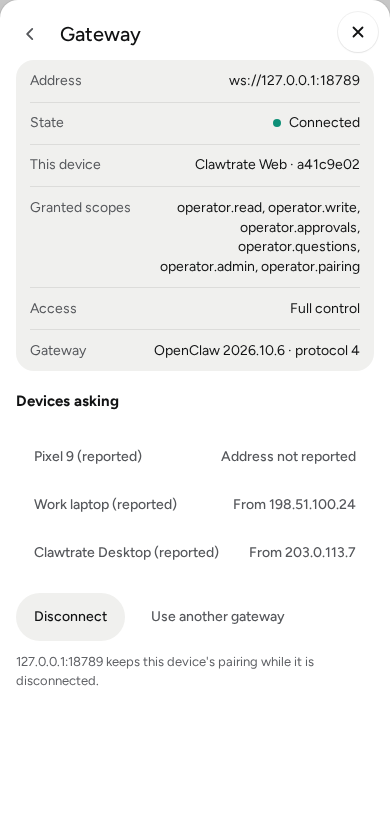 Gateway
Address ws://127.0.0.1:18789
State Connected
This device Clawtrate Web · a41c9e02
Granted scopes operator.read, operator.write,
operator.approvals,
operator.questions,
operator.admin, operator.pairing
Access Full control
Gateway OpenClaw 2026.10.6 · protocol 4
Devices asking
Pixel 9 (reported) Address not reported
Work laptop (reported) From 198.51.100.24
Clawtrate Desktop (reported) From 203.0.113.7
Disconnect Use another gateway
127.0.0.1:18789 keeps this device's pairing while it is
disconnected.